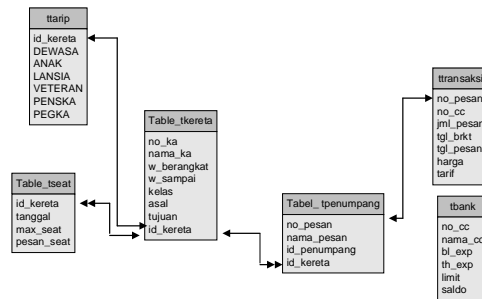 ttarip
id_kereta
DEWASA
ANAK
LANSIA
VETERAN
PENSKA
PEGKA
Table_tseat
id_kereta
tanggal
max_seat
pesan_seat
Table_tkereta
no_ka
nama_ka
w_berangkat
w_sampai
kelas
asal
tujuan
id_kereta
Tabel_ tpenumpang
no_pesan
nama_pesan
id_penumpang
id_kereta
ttransaksi
no_pesan
no_cc
jml_pesan
tgl_brkt
tgl_pesan
harga
tarif
tbank
no_cc
nama_cc
bl_exp
th_exp
limit
saldo